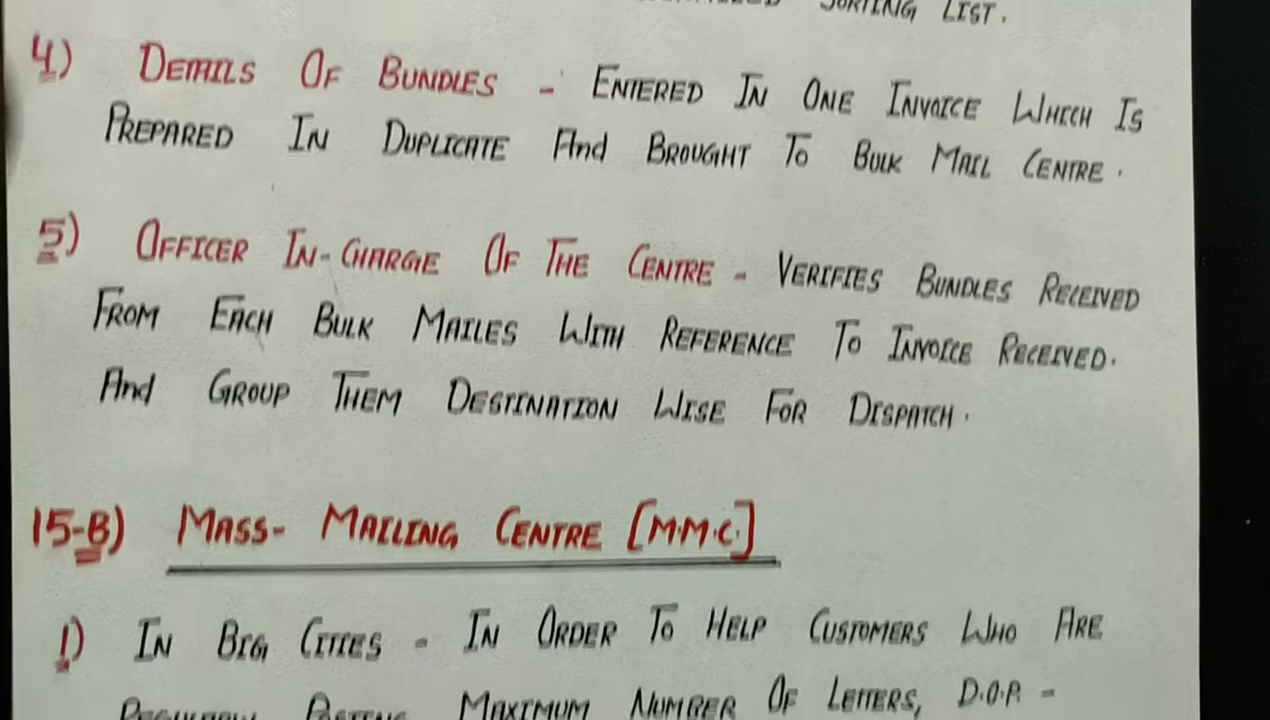 SORTING LIST.
4) DETAILS OF BUNDLES - ENTERED IN ONE INVOICE WHICH IS
PREPARED IN DUPLICATE And BROUGHT TO BULK MAIL CENTRE.
5) OFFICER IN-CHARGE OF THE CENTRE - VERIFIES BUNDLES RECEIVED
FROM EACH BULK MAILES WITH REFERENCE TO INVOICE RECEIVED.
And GROUP THEM DESTINATION WISE FOR DISPATCH.
15-B) MASS- MAILING CENTRE [M.M.C.]
1) IN BIG CITIES - IN ORDER TO HELP CUSTOMERS WHO ARE
POSTING MAXIMUM NUMBER OF LETTERS, D.O.P. -